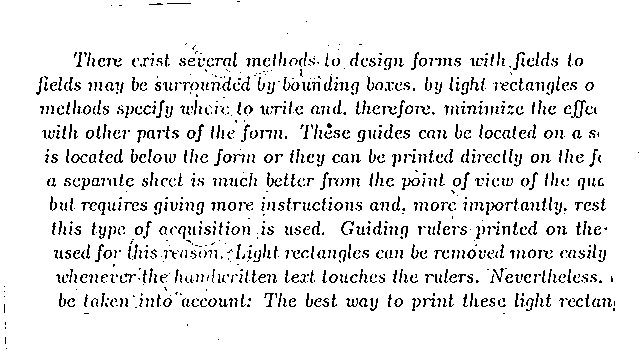 There exist several methods to design forms with fields to
fields may be surrounded by bounding boxes, by light rectangles o
methods specify where to write and, therefore, minimize the effec
with other parts of the form. These guides can be located on a s
is located below the form or they can be printed directly on the f
a separate sheet is much better from the point of view of the qua
but requires giving more instructions and, more importantly, rest
this type of acquisition is used. Guiding rulers printed on the
used for this reason. Light rectangles can be removed more easily
whenever the handwritten text touches the rulers. Nevertheless,
be taken into account: The best way to print these light rectan